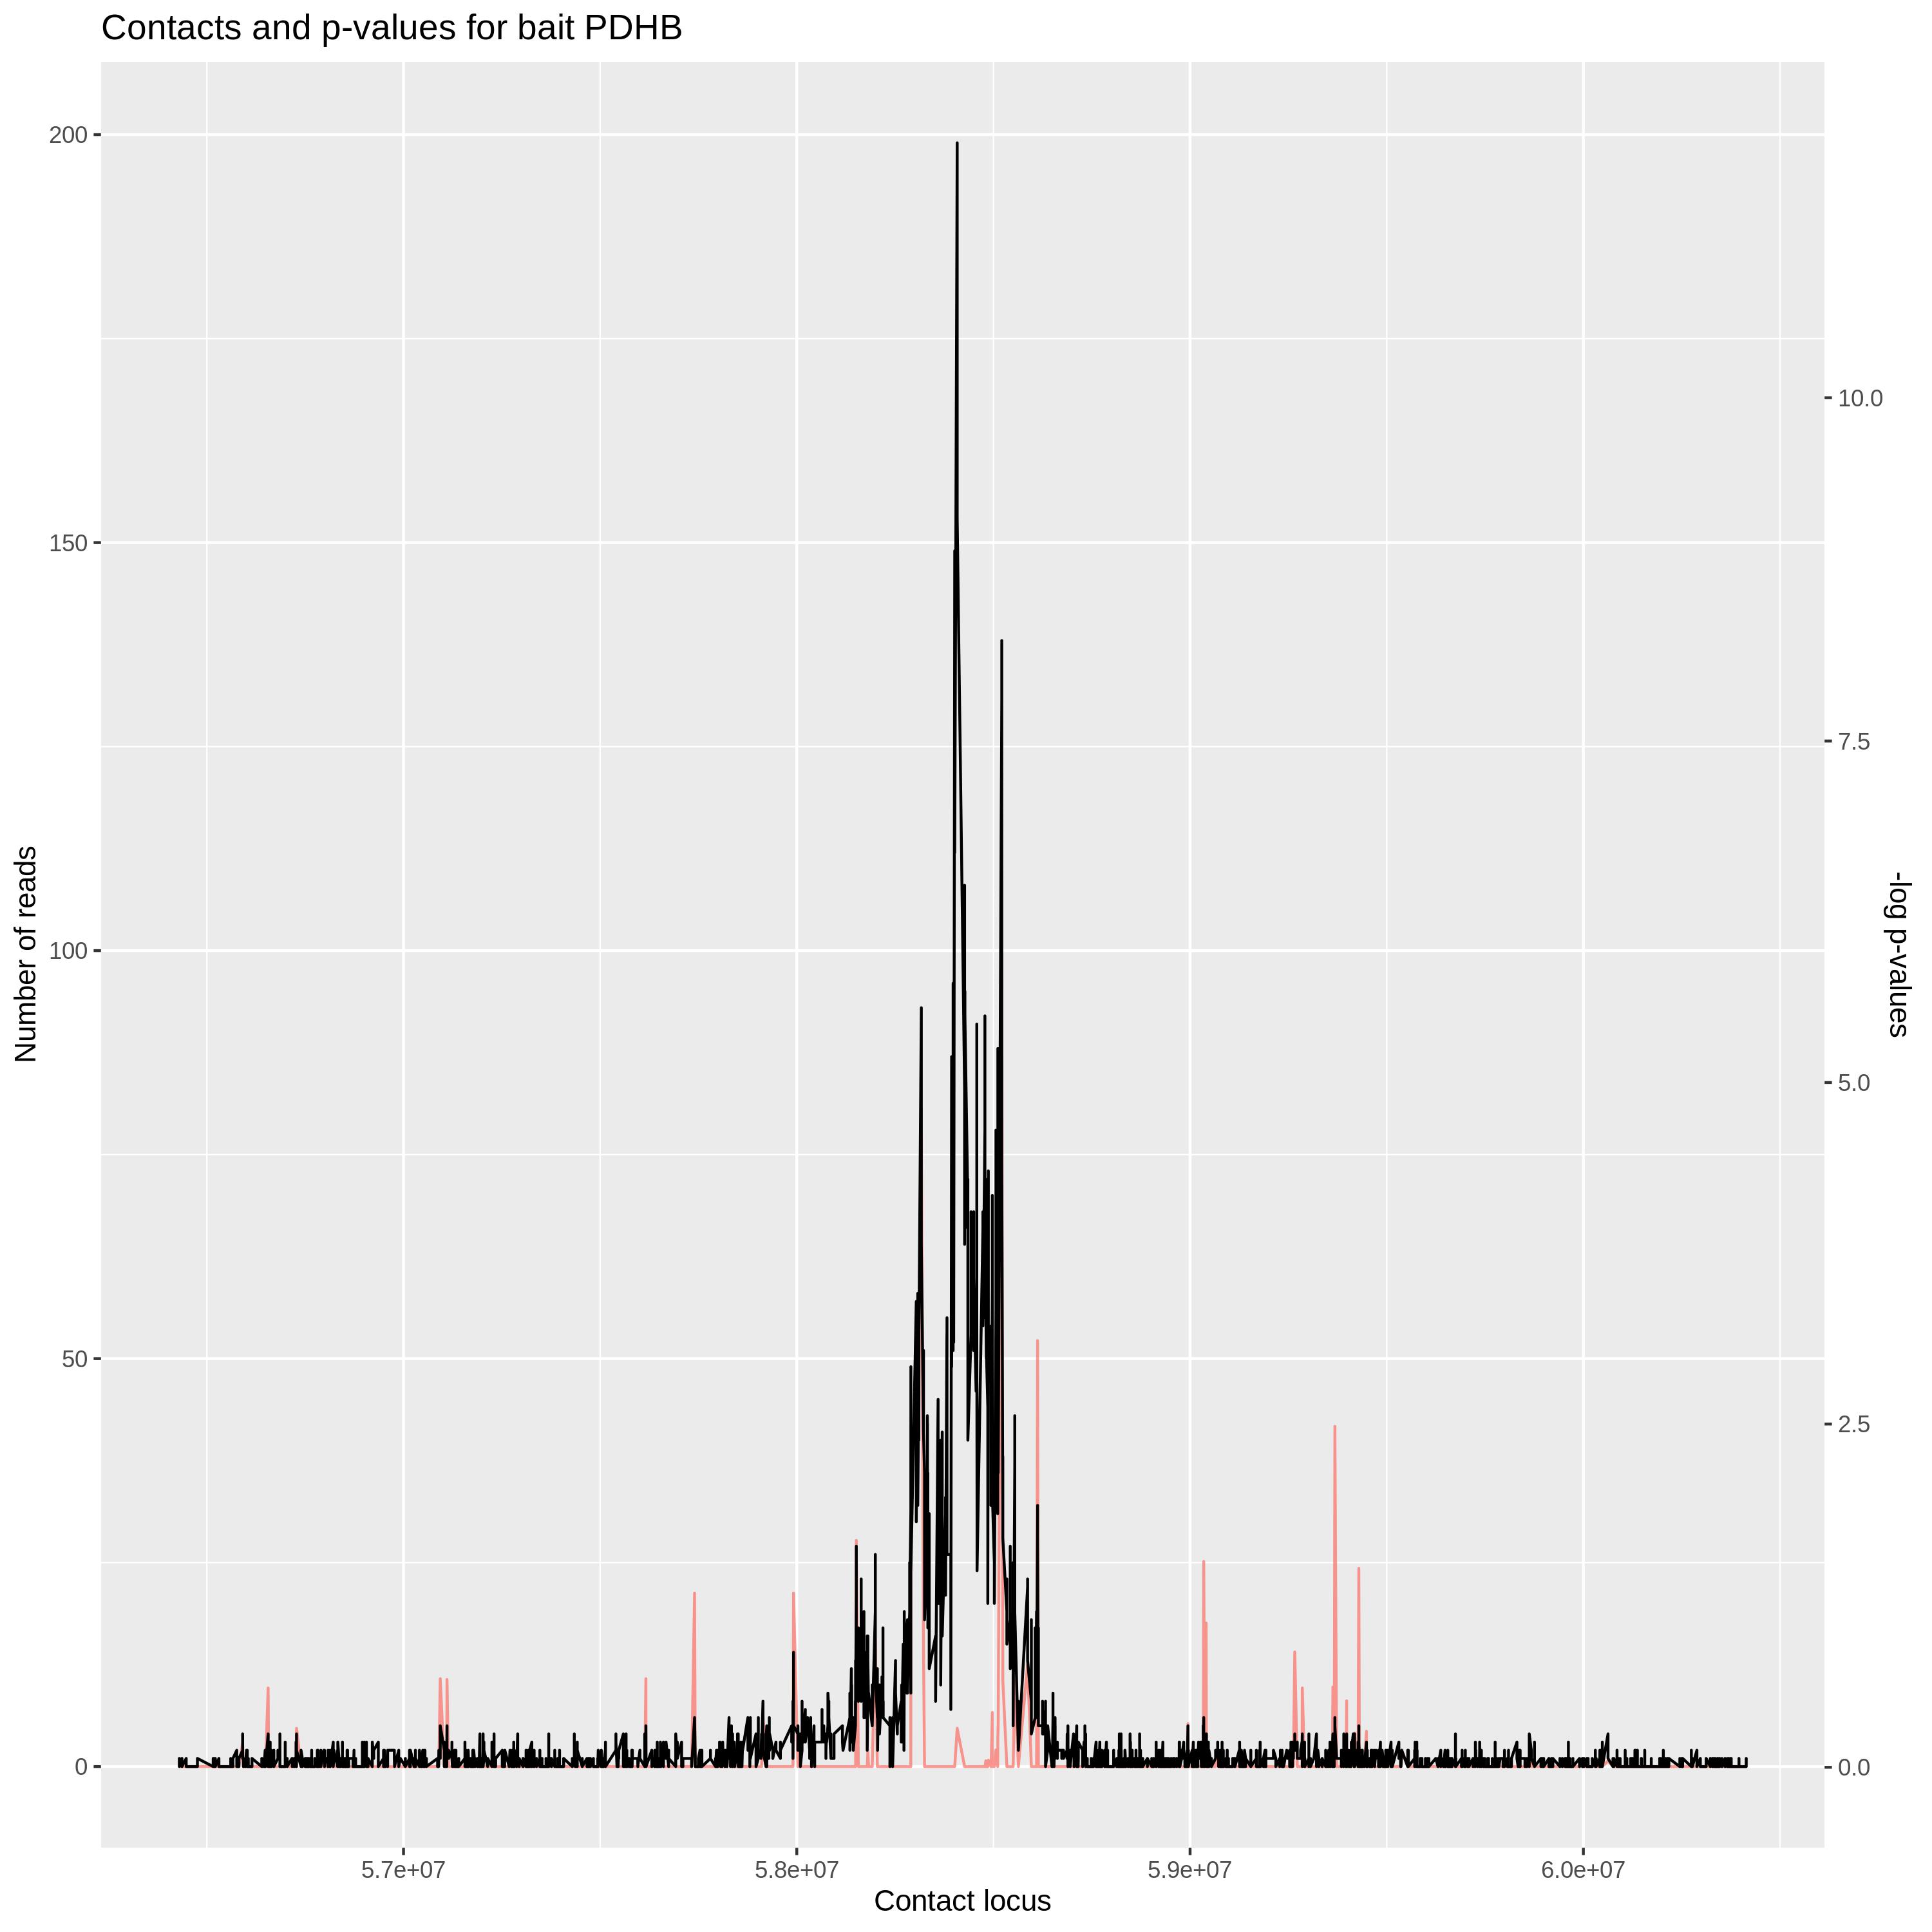 Contacts and p-values for bait PDHB
200
150
100
50
0
Number of reads
10.0
7.5
5.0
2.5
0.0
-log p-values
5.7e+07
5.8e+07
5.9e+07
6.0e+07
Contact locus